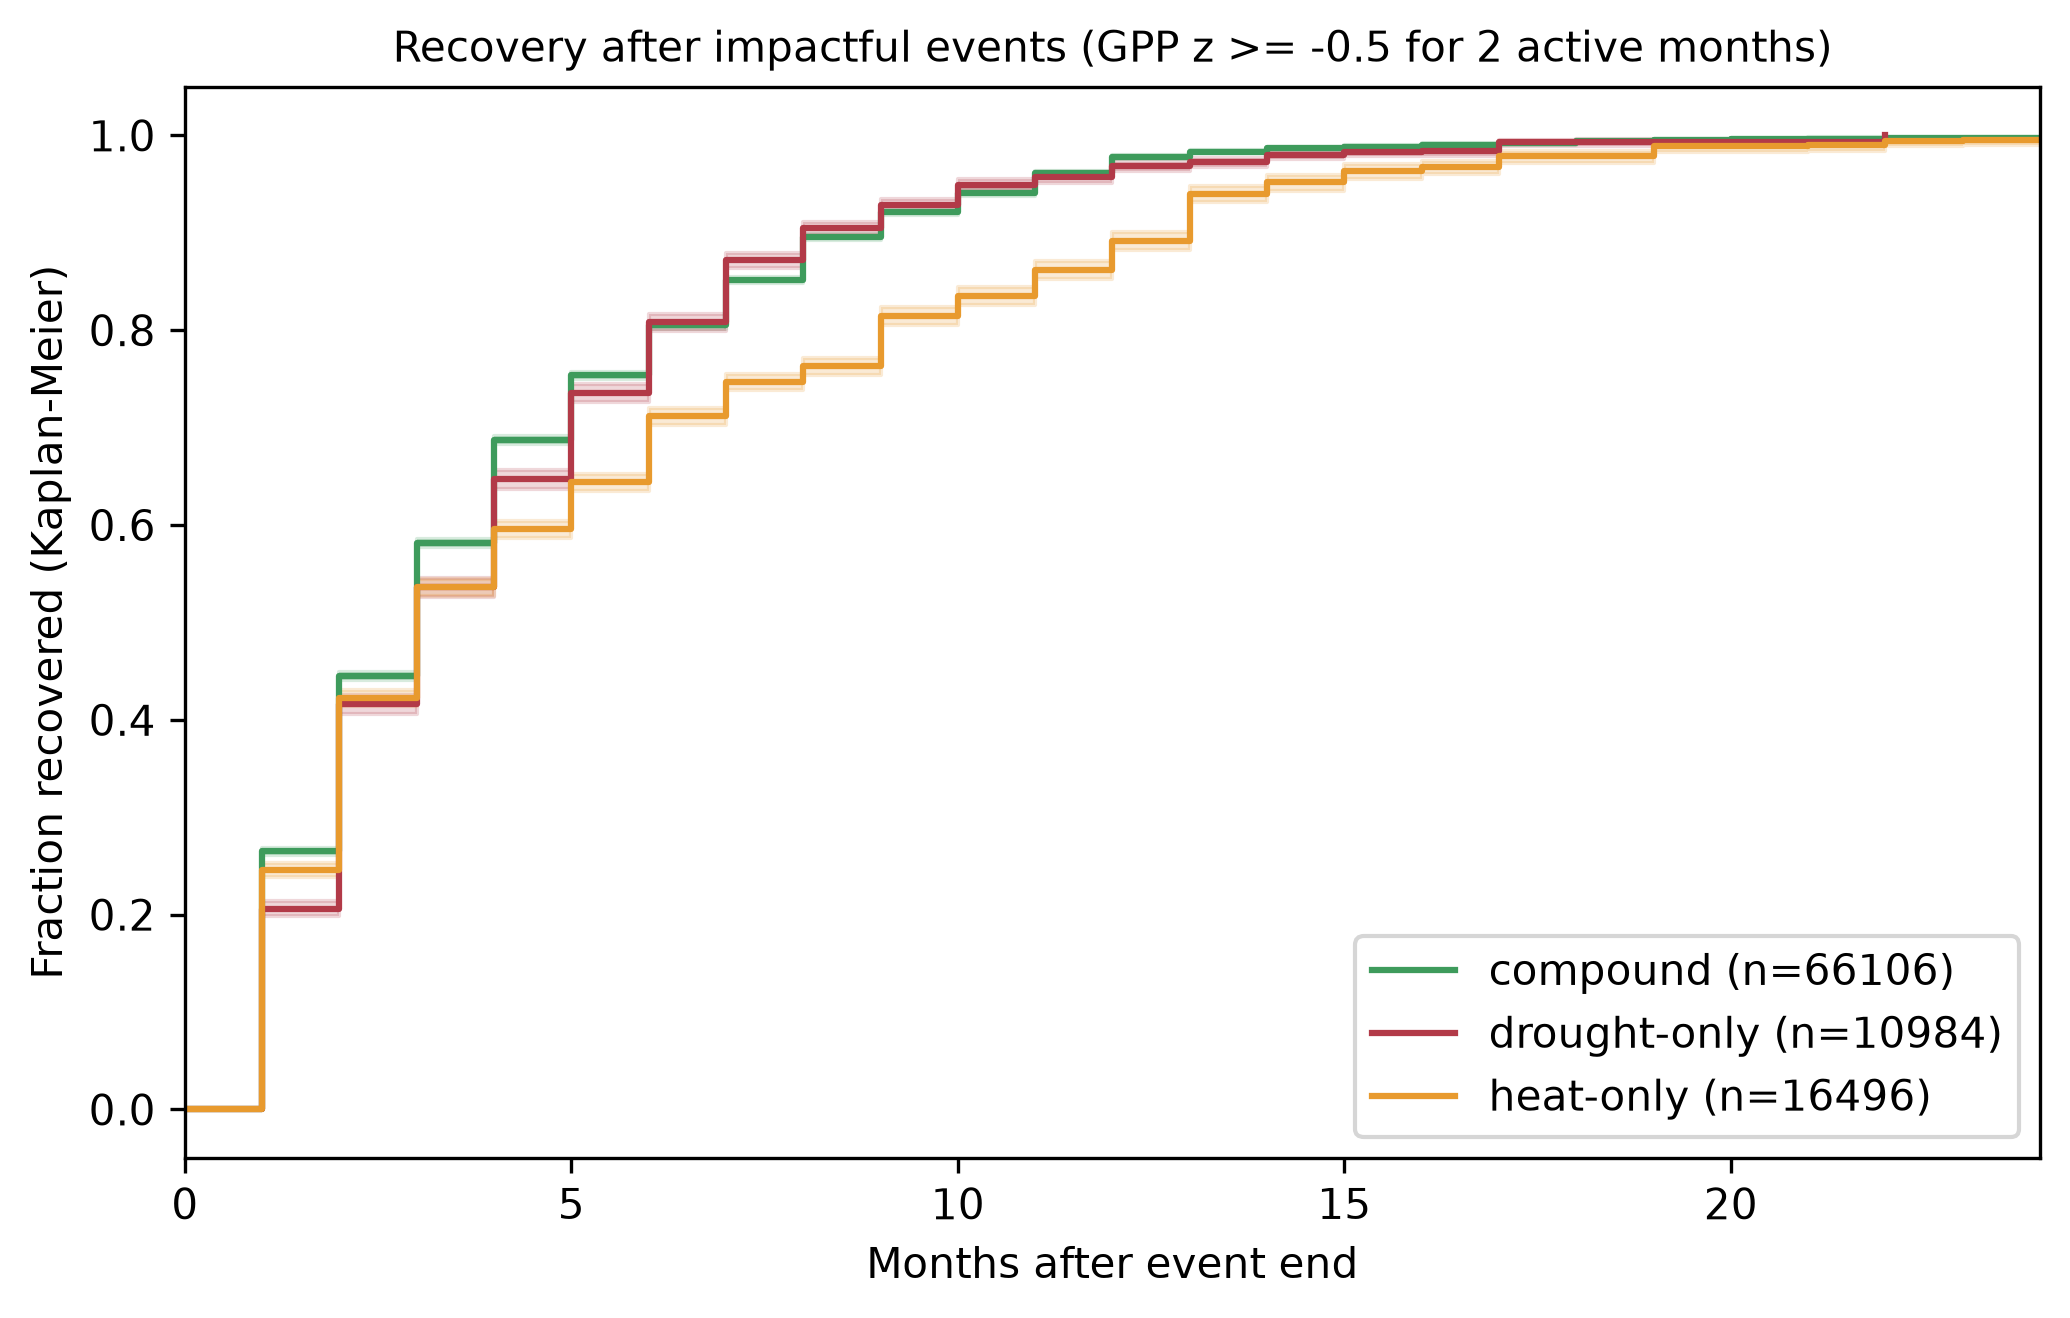 Recovery after impactful events (GPP z >= -0.5 for 2 active months)
Fraction recovered (Kaplan-Meier)
1.0
0.8
0.6
0.4
0.2
0.0
compound (n=66106)
drought-only (n=10984)
heat-only (n=16496)
0 5 10 15 20
Months after event end